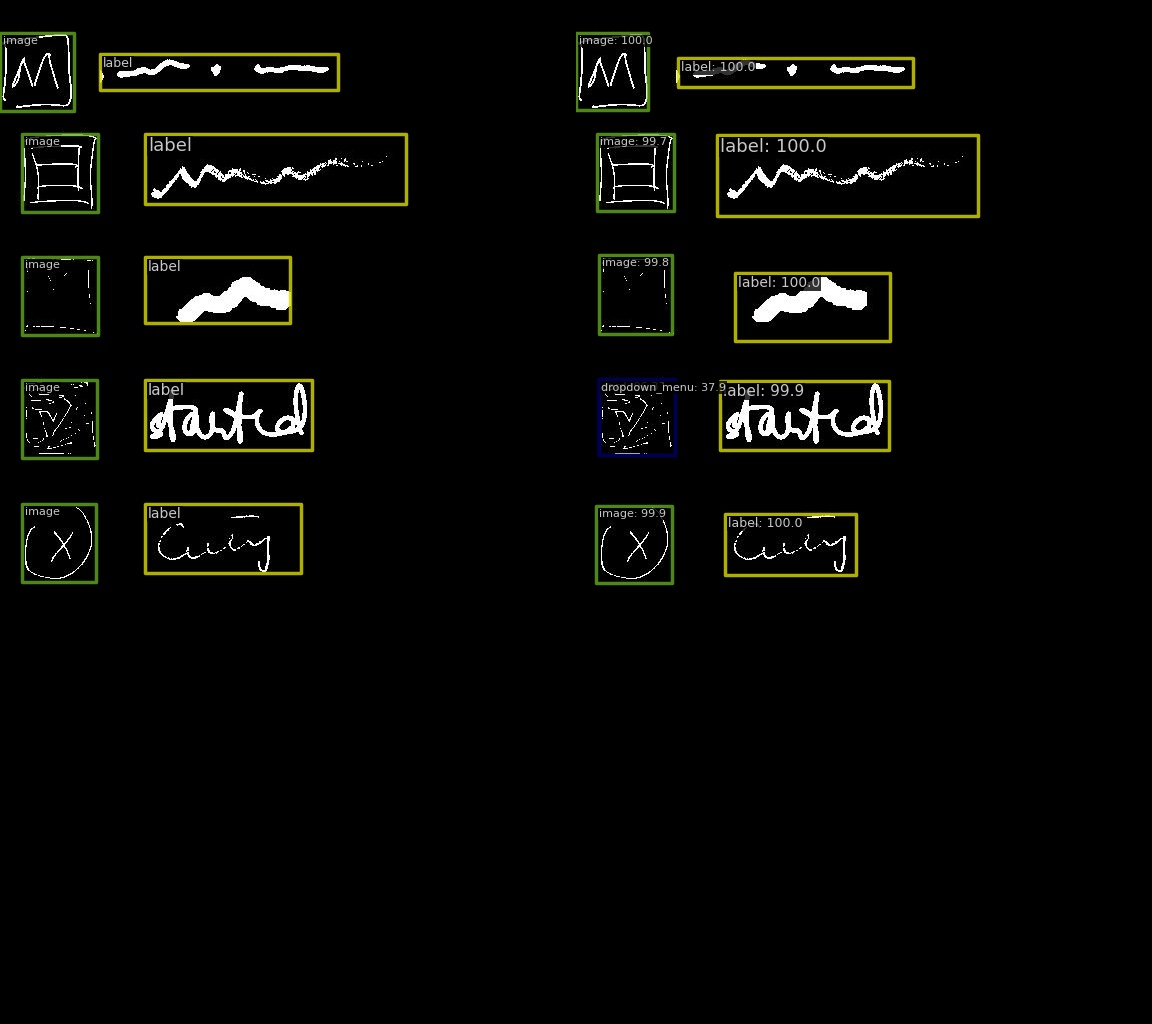 image image: 100.0
M label M label: 100.0
image label image: 99.7 label: 100.0
image label image: 99.8 label: 100.0
image label dropdown_menu: 37.9 label: 99.9
started started
image label image: 99.9 label: 100.0
X X